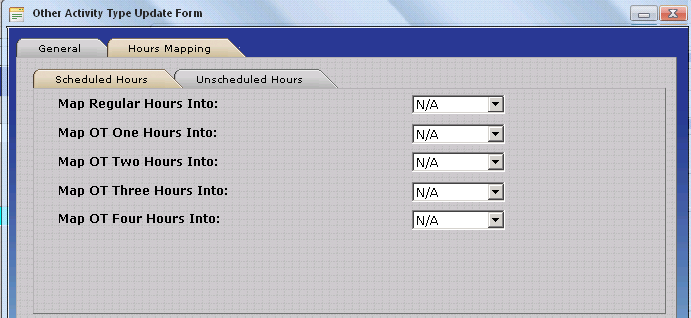 Other Activity Type Update Form
General Hours Mapping
Scheduled Hours Unscheduled Hours
Map Regular Hours Into: N/A
Map OT One Hours Into: N/A
Map OT Two Hours Into: N/A
Map OT Three Hours Into: N/A
Map OT Four Hours Into: N/A